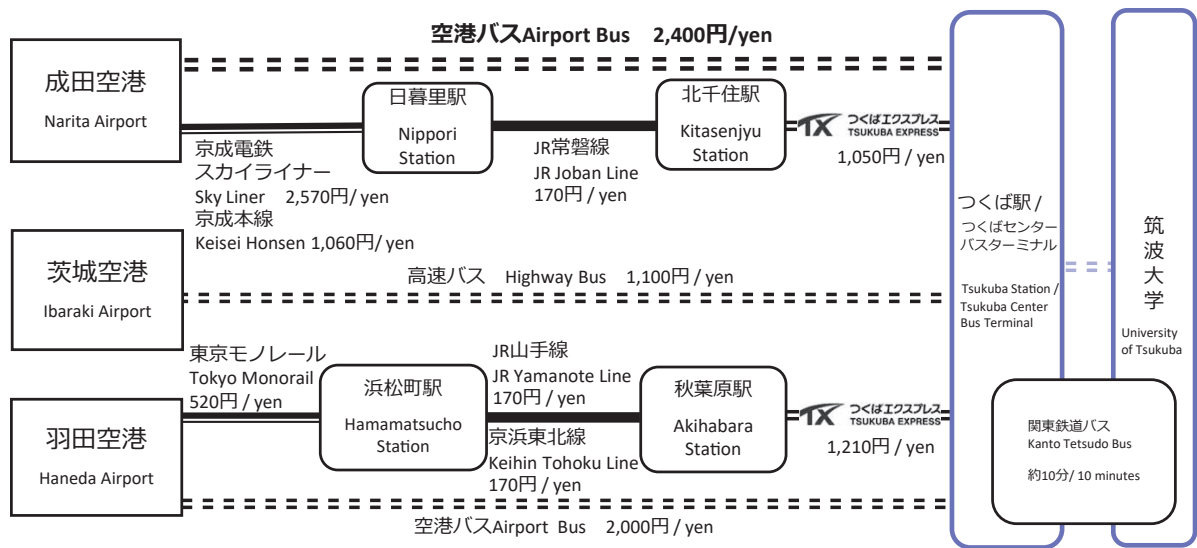 空港バスAirport Bus 2,400円/yen
成田空港
Narita Airport
日暮里駅
Nippori
Station
北千住駅
Kitasenjyu
Station
TX つくばエクスプレス
TSUKUBA EXPRESS
1,050円 / yen
京成電鉄
スカイライナー
Sky Liner 2,570円/ yen
京成本線
Keisei Honsen 1,060円/ yen
JR常磐線
JR Joban Line
170円 / yen
茨城空港
Ibaraki Airport
高速バス Highway Bus 1,100円 / yen
東京モノレール
Tokyo Monorail
520円 / yen
浜松町駅
Hamamatsucho
Station
JR山手線
JR Yamanote Line
170円 / yen
京浜東北線
Keihin Tohoku Line
170円 / yen
秋葉原駅
Akihabara
Station
TX つくばエクスプレス
TSUKUBA EXPRESS
1,210円 / yen
羽田空港
Haneda Airport
空港バスAirport Bus 2,000円 / yen
つくば駅 /
つくばセンター
バスターミナル
Tsukuba Station /
Tsukuba Center
Bus Terminal
筑波大学
University
of Tsukuba
関東鉄道バス
Kanto Tetsudo Bus
約10分/ 10 minutes